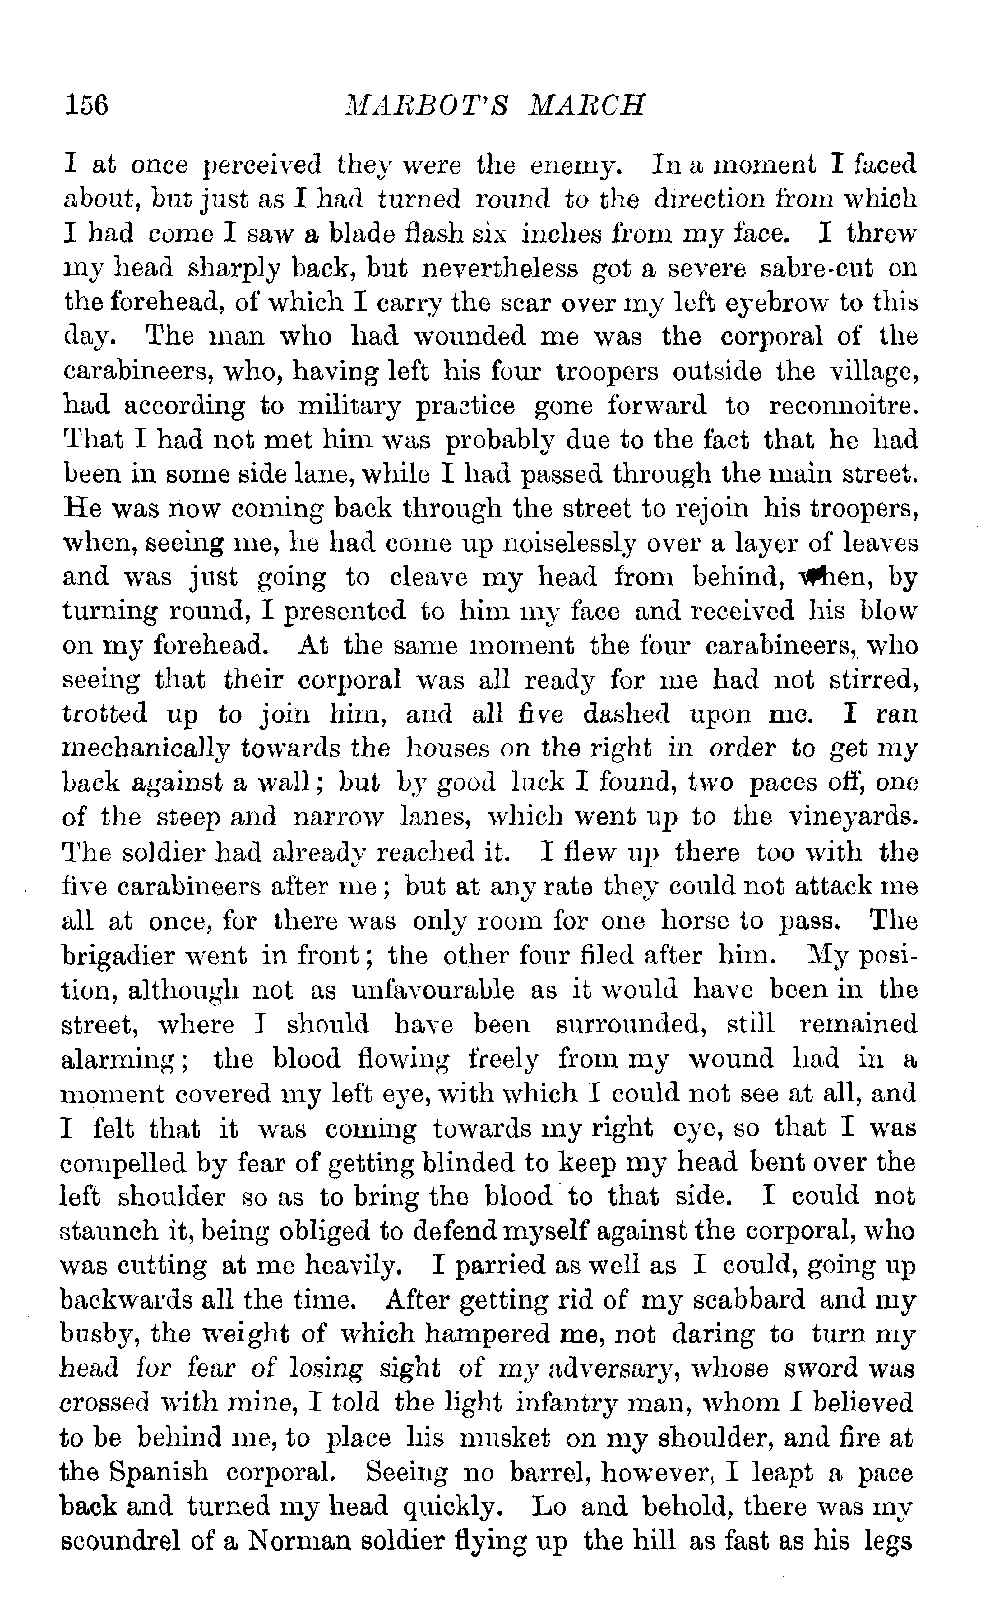 156 MARBOT'S MARCH
I at once perceived they were the enemy. In a moment I faced
about, but just as I had turned round to the direction from which
I had come I saw a blade flash six inches from my face. I threw
my head sharply back, but nevertheless got a severe sabre-cut on
the forehead, of which I carry the scar over my left eyebrow to this
day. The man who had wounded me was the corporal of the
carabineers, who, having left his four troopers outside the village,
had according to military practice gone forward to reconnoitre.
That I had not met him was probably due to the fact that he had
been in some side lane, while I had passed through the main street.
He was now coming back through the street to rejoin his troopers,
when, seeing me, he had come up noiselessly over a layer of leaves
and was just going to cleave my head from behind, when, by
turning round, I presented to him my face and received his blow
on my forehead. At the same moment the four carabineers, who
seeing that their corporal was all ready for me had not stirred,
trotted up to join him, and all five dashed upon me. I ran
mechanically towards the houses on the right in order to get my
back against a wall; but by good luck I found, two paces off, one
of the steep and narrow lanes, which went up to the vineyards.
The soldier had already reached it. I flew up there too with the
five carabineers after me; but at any rate they could not attack me
all at once, for there was only room for one horse to pass. The
brigadier went in front; the other four filed after him. My posi-
tion, although not as unfavourable as it would have been in the
street, where I should have been surrounded, still remained
alarming; the blood flowing freely from my wound had in a
moment covered my left eye, with which I could not see at all, and
I felt that it was coming towards my right eye, so that I was
compelled by fear of getting blinded to keep my head bent over the
left shoulder so as to bring the blood to that side. I could not
staunch it, being obliged to defend myself against the corporal, who
was cutting at me heavily. I parried as well as I could, going up
backwards all the time. After getting rid of my scabbard and my
busby, the weight of which hampered me, not daring to turn my
head for fear of losing sight of my adversary, whose sword was
crossed with mine, I told the light infantry man, whom I believed
to be behind me, to place his musket on my shoulder, and fire at
the Spanish corporal. Seeing no barrel, however, I leapt a pace
back and turned my head quickly. Lo and behold, there was my
scoundrel of a Norman soldier flying up the hill as fast as his legs